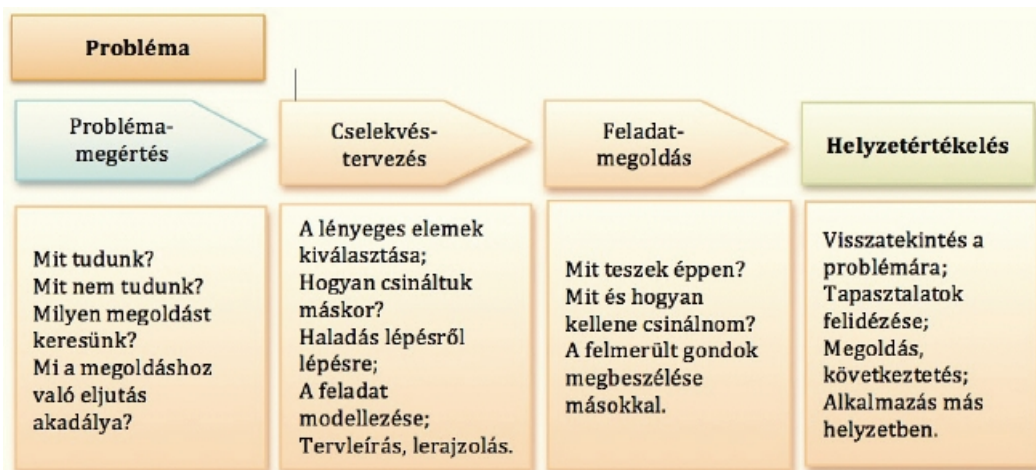 Probléma
Probléma-
megértés
Cselekvés-
tervezés
Feladat-
megoldás
Helyzetértékelés
Mit tudunk?
Mit nem tudunk?
Milyen megoldást
keresünk?
Mi a megoldáshoz
való eljutás
akadálya?
A lényeges elemek
kiválasztása;
Hogyan csináltuk
máskor?
Haladás lépésről
lépésre;
A feladat
modellezése;
Tervleírás, lerajzolás.
Mit teszek éppen?
Mit és hogyan
kellene csinálnom?
A felmerült gondok
megbeszélése
másokkal.
Visszatekintés a
problémára;
Tapasztalatok
felidézése;
Megoldás,
következtetés;
Alkalmazás más
helyzetben.